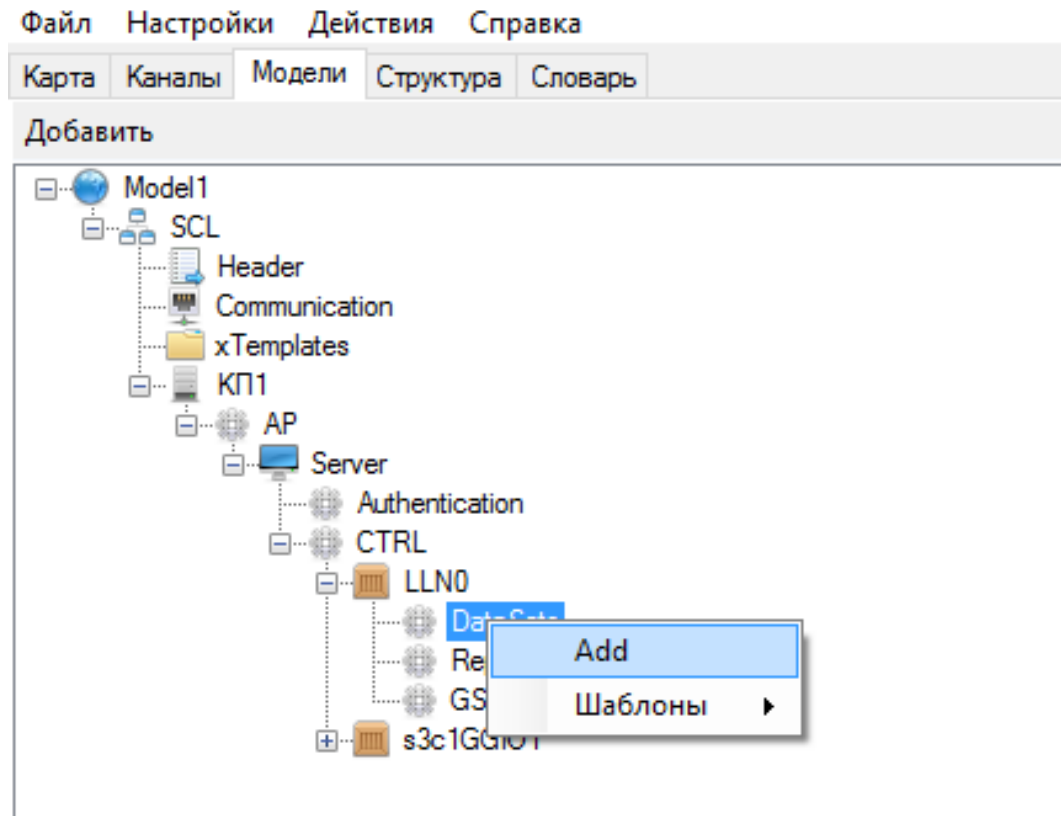 Файл Настройки Действия Справка
Карта Каналы Модели Структура Словарь
Добавить
Model1
SCL
Header
Communication
xTemplates
КП1
AP
Server
Authentication
CTRL
LLN0
Add
Шаблоны
s3c1GGIO1